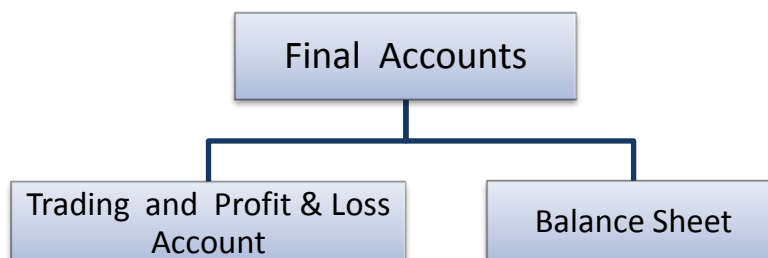 Final Accounts
Trading and Profit & Loss
Account
Balance Sheet